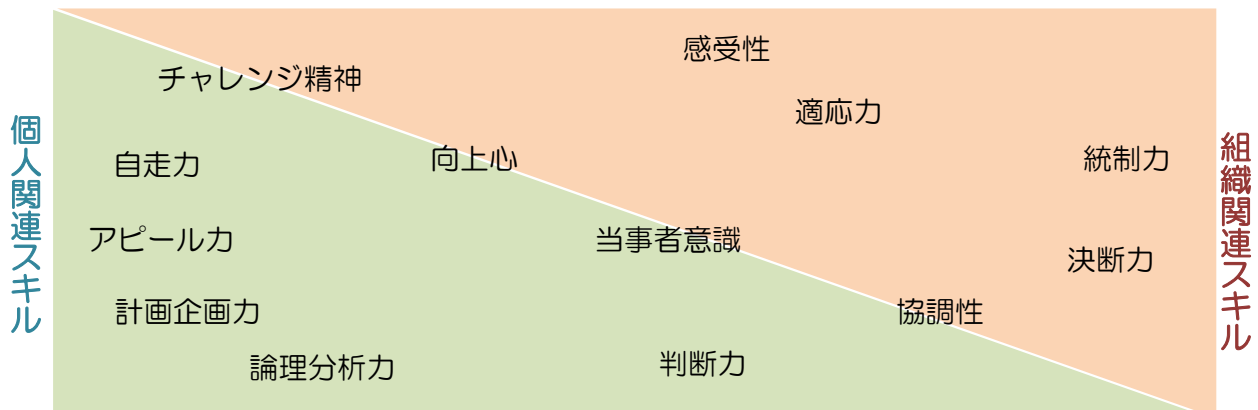 個人関連スキル
チャレンジ精神
自走力
アピール力
計画企画力
論理分析力
向上心
当事者意識
判断力
感受性
適応力
協調性
統制力
決断力
組織関連スキル